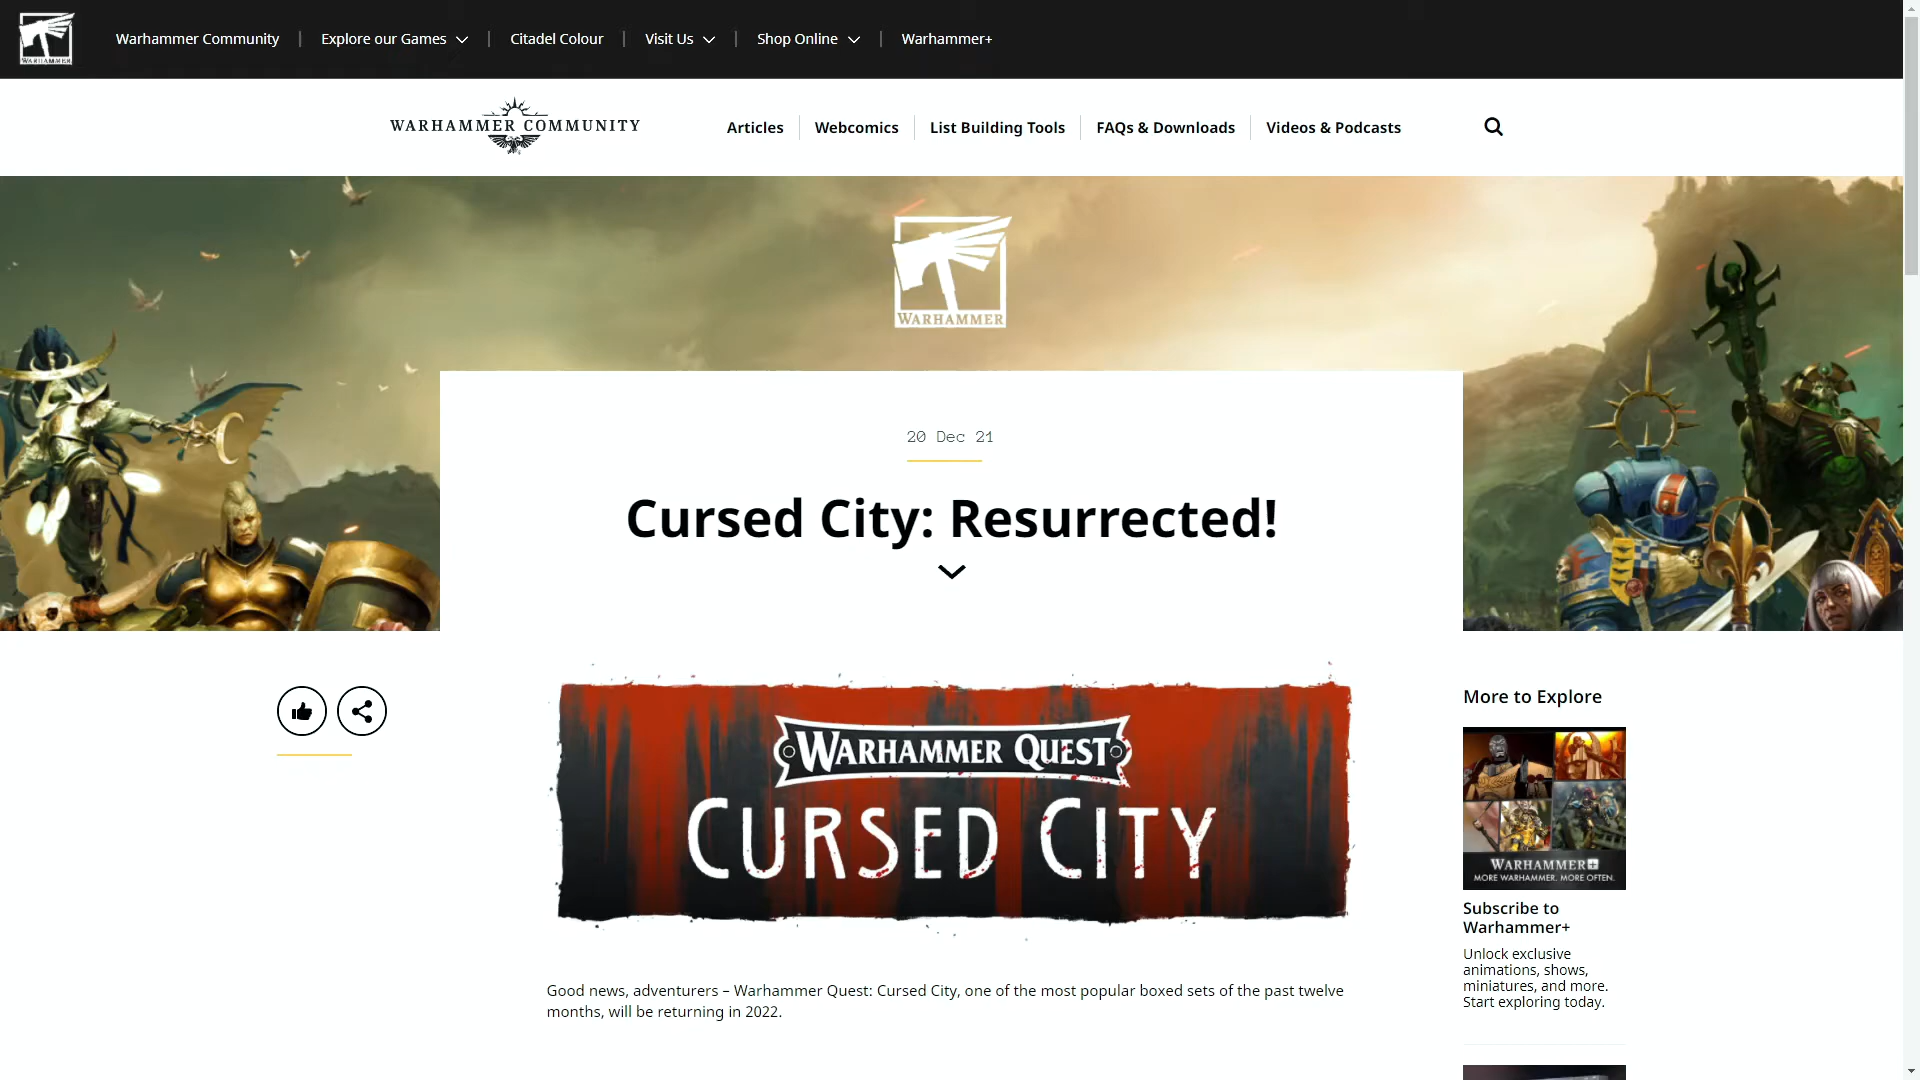 WARHAMMER
Warhammer Community
Explore our Games
Citadel Colour
Visit Us
Shop Online
Warhammer+
WARHAMMER COMMUNITY
Articles
Webcomics
List Building Tools
FAQs & Downloads
Videos & Podcasts
WARHAMMER
20 Dec 21
Cursed City: Resurrected!
WARHAMMER QUEST
CURSED CITY
Good news, adventurers – Warhammer Quest: Cursed City, one of the most popular boxed sets of the past twelve
months, will be returning in 2022.
More to Explore
WARHAMMER+
MORE WARHAMMER. MORE OFTEN.
Subscribe to
Warhammer+
Unlock exclusive
animations, shows,
miniatures, and more.
Start exploring today.